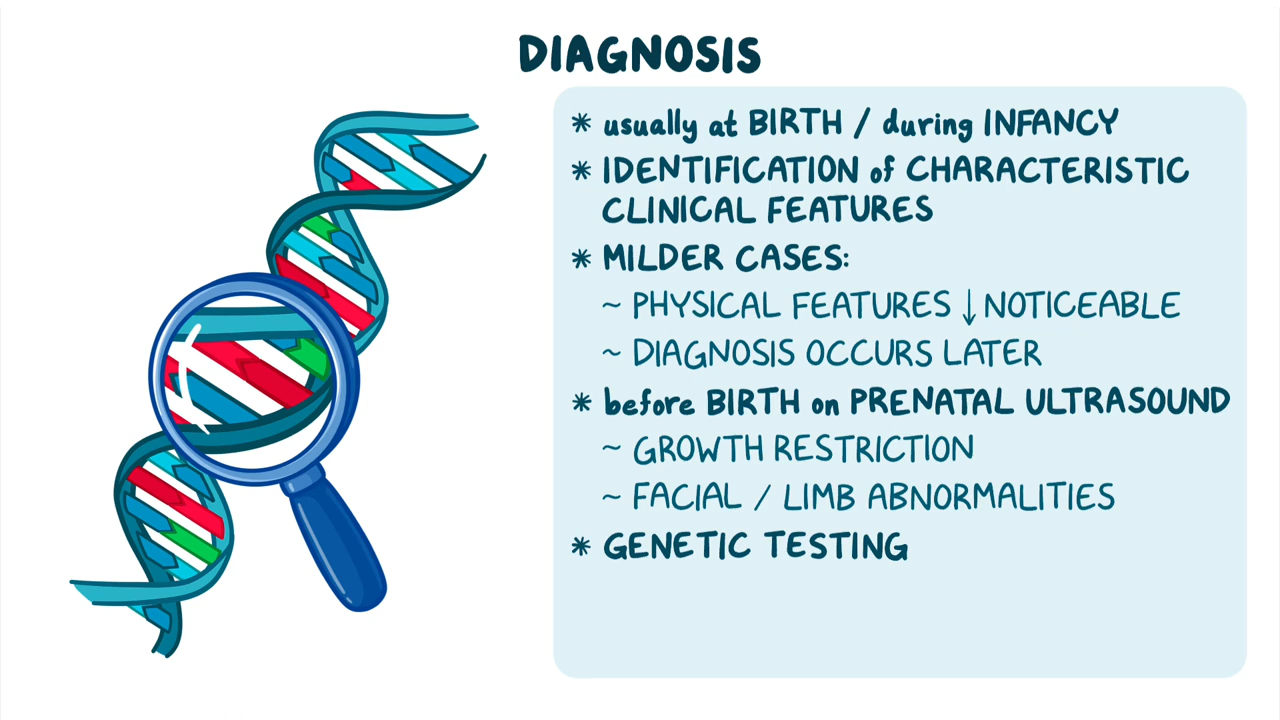 DIAGNOSIS
* usually at BIRTH / during INFANCY
* IDENTIFICATION of CHARACTERISTIC
CLINICAL FEATURES
* MILDER CASES:
~ PHYSICAL FEATURES ↓ NOTICEABLE
~ DIAGNOSIS OCCURS LATER
* before BIRTH on PRENATAL ULTRASOUND
~ GROWTH RESTRICTION
~ FACIAL / LIMB ABNORMALITIES
* GENETIC TESTING